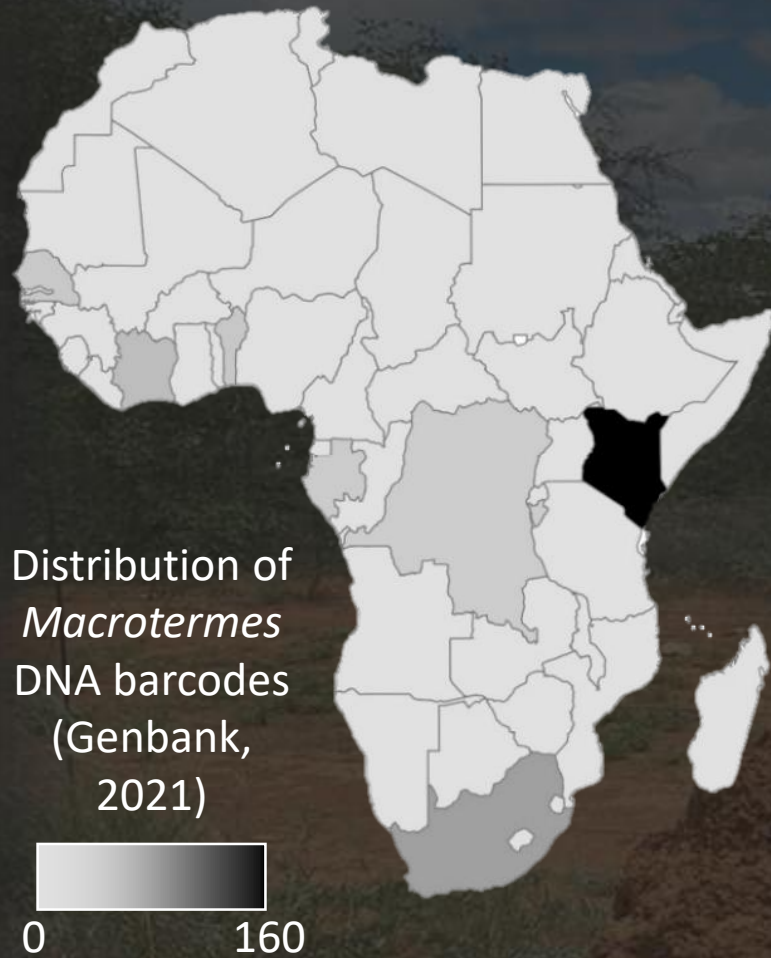 Distribution of
Macrotermes
DNA barcodes
(Genbank,
2021)
0 160